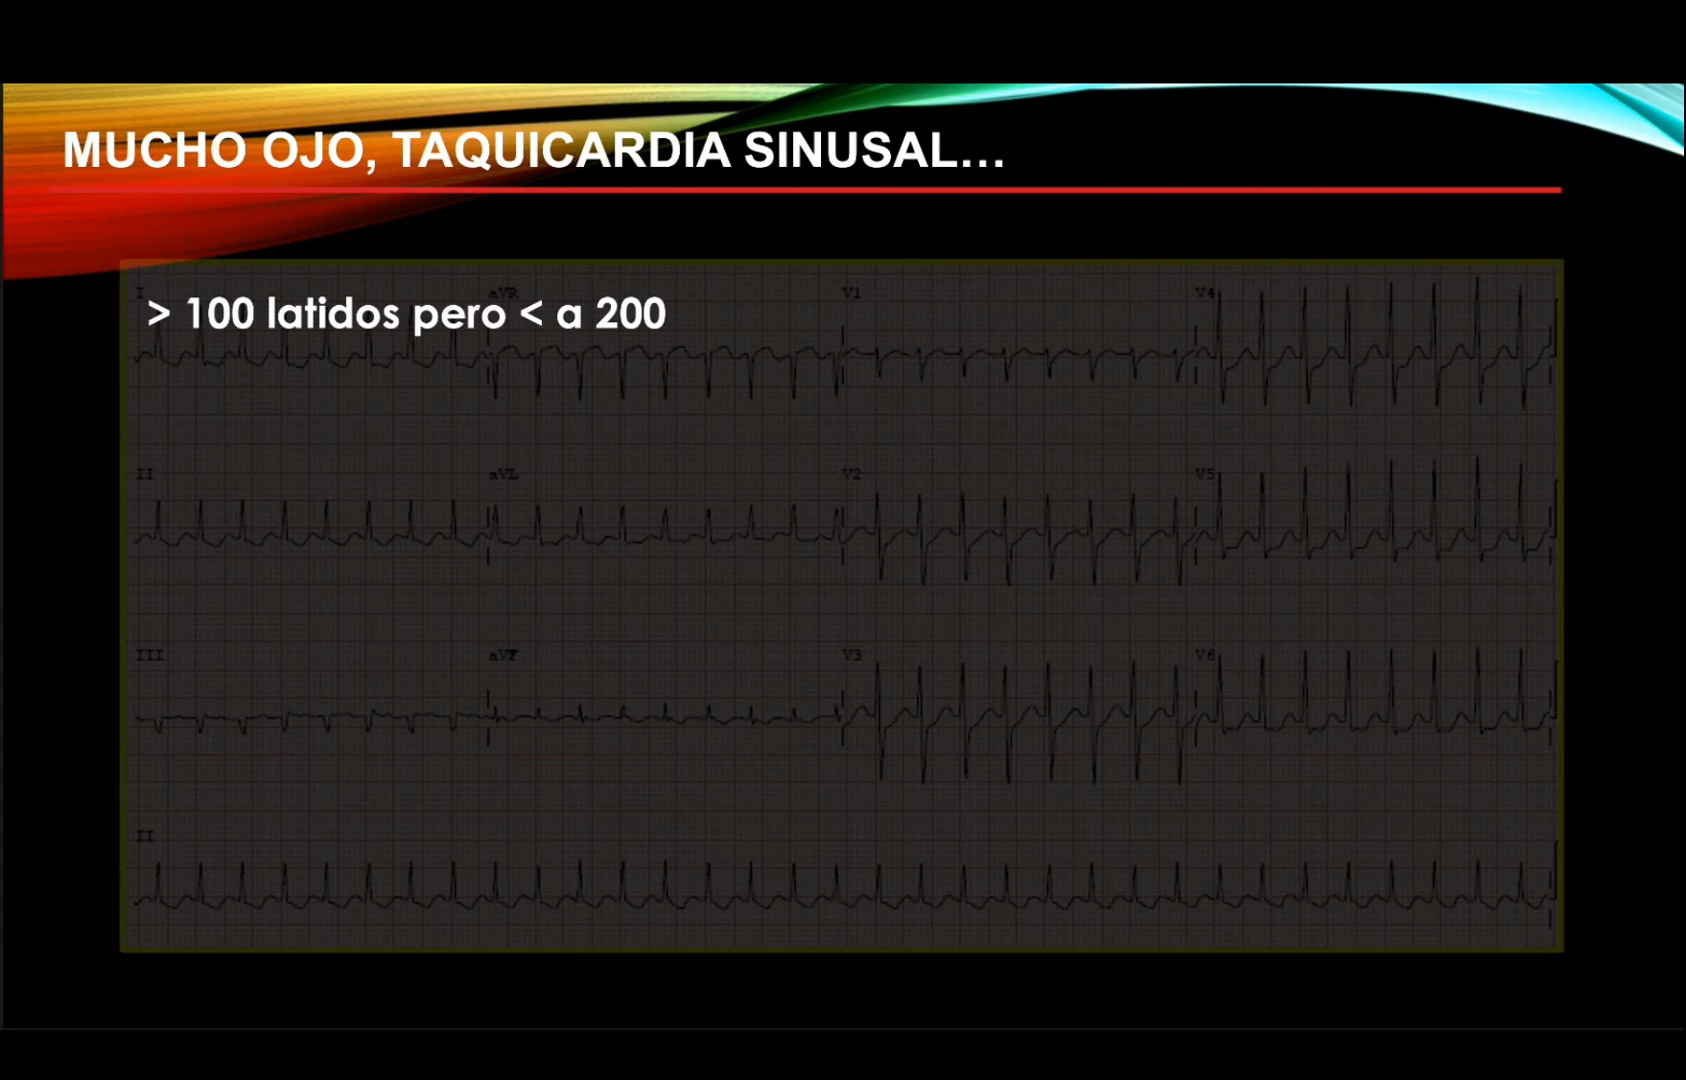 MUCHO OJO, TAQUICARDIA SINUSAL...
> 100 latidos pero < a 200
I aVR V1 V4
II aVL V2 V5
III aVF V3 V6
II